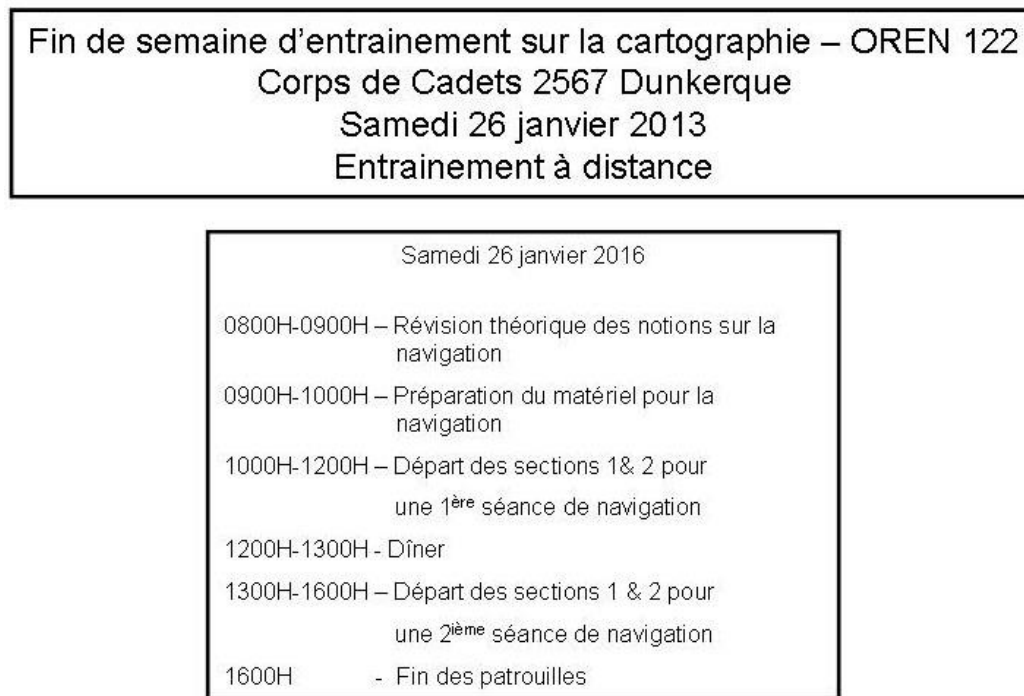 Fin de semaine d'entrainement sur la cartographie – OREN 122
Corps de Cadets 2567 Dunkerque
Samedi 26 janvier 2013
Entrainement à distance
Samedi 26 janvier 2016
0800H-0900H – Révision théorique des notions sur la
navigation
0900H-1000H – Préparation du matériel pour la
navigation
1000H-1200H – Départ des sections 1& 2 pour
une 1ère séance de navigation
1200H-1300H - Dîner
1300H-1600H – Départ des sections 1 & 2 pour
une 2ième séance de navigation
1600H - Fin des patrouilles